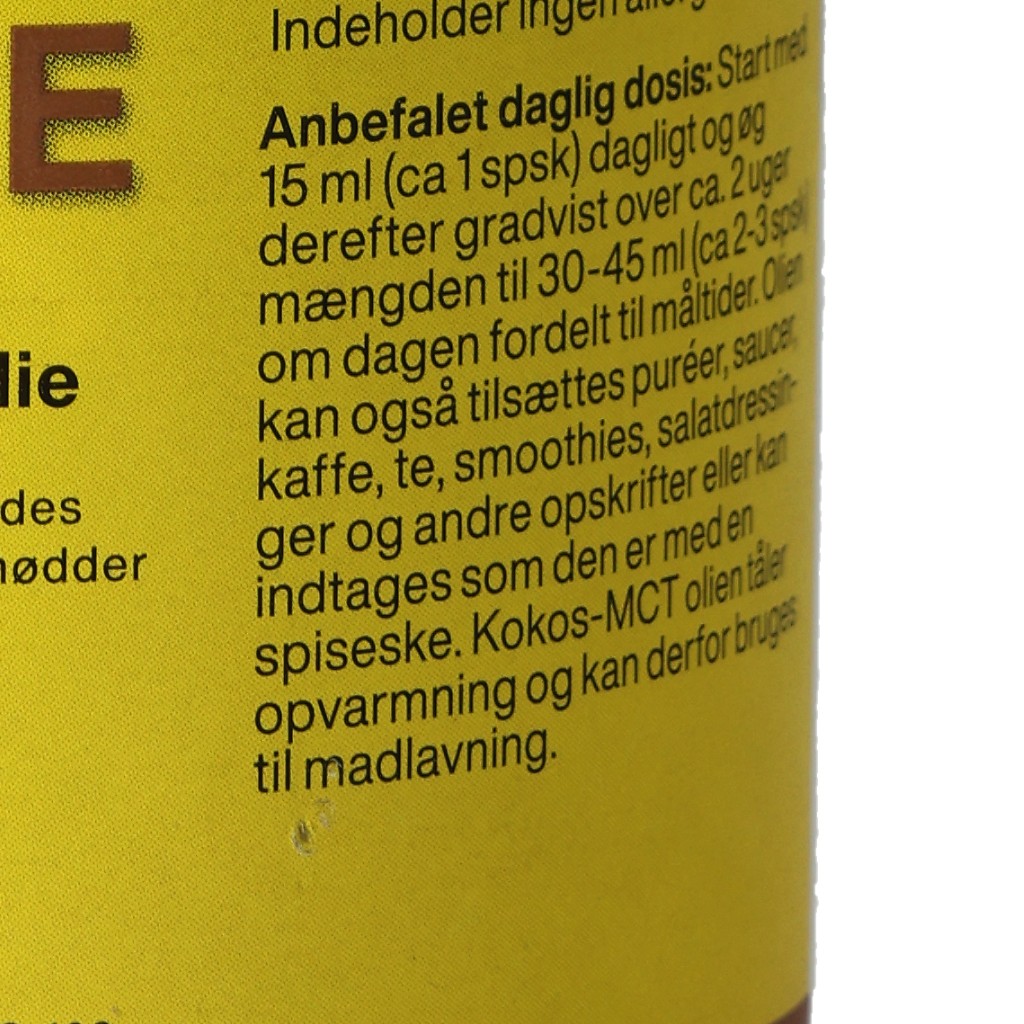 E
Indeholder ingen
Anbefalet daglig dosis: Start med
15 ml (ca 1 spsk) dagligt og øg
derefter gradvist over ca. 2 uger
mængden til 30-45 ml (ca 2-3 spsk)
om dagen fordelt til måltider. Olien
kan også tilsættes puréer, saucer,
kaffe, te, smoothies, salatdressin-
ger og andre opskrifter eller kan
indtages som den er med en
spiseske. Kokos-MCT olien tåler
opvarmning og kan derfor bruges
til madlavning.
lie
des
nødder